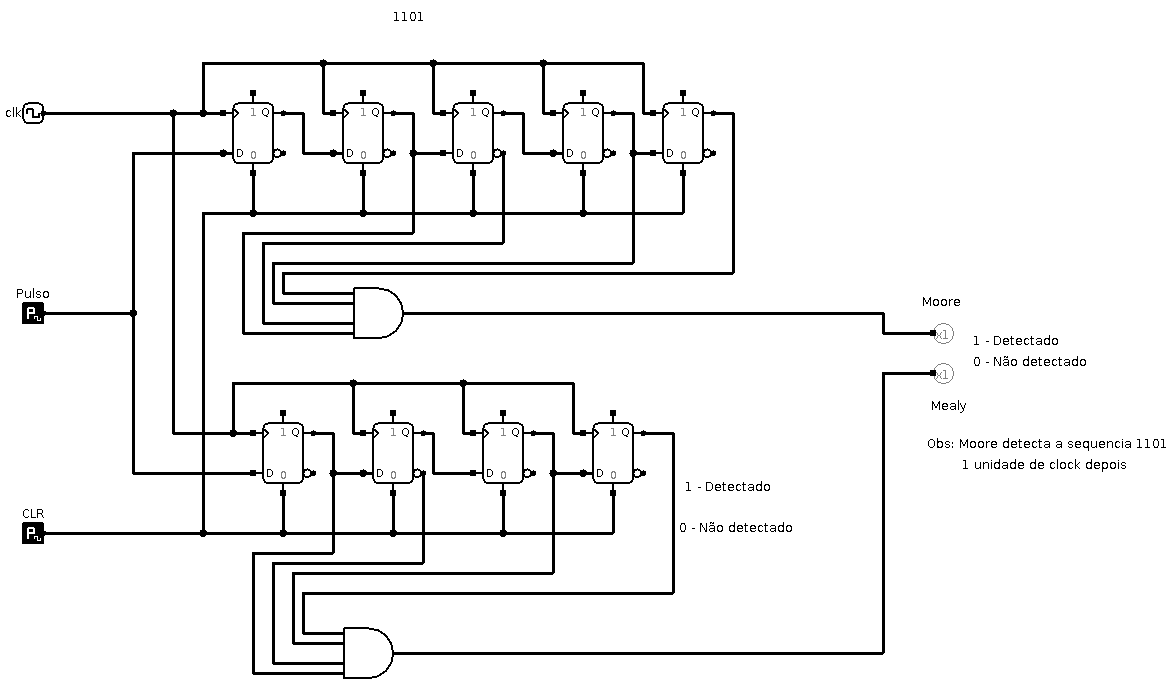 1101
clk
1 Q
1 Q
1 Q
1 Q
1 Q
D 0
D 0
D 0
D 0
D 0
Pulso
P
Moore
x1
1 - Detectado
0 - Não detectado
x1
Mealy
1 Q
1 Q
1 Q
1 Q
Obs: Moore detecta a sequencia 1101
1 unidade de clock depois
D 0
D 0
D 0
D 0
1 - Detectado
CLR
P
0 - Não detectado